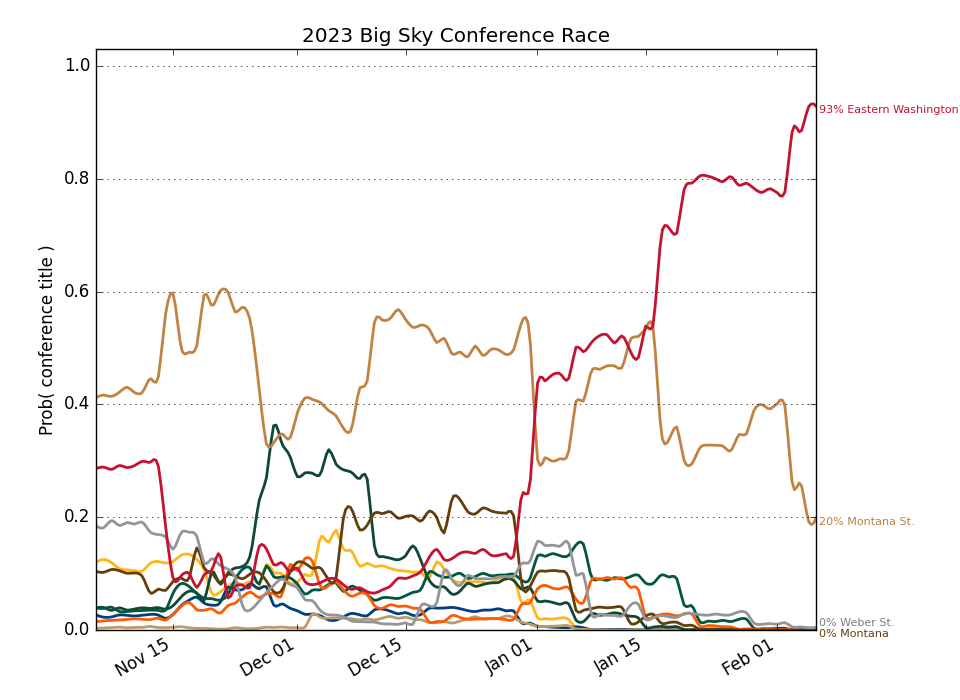 2023 Big Sky Conference Race
Prob( conference title )
1.0
0.8
0.6
0.4
0.2
0.0
Nov 15
Dec 01
Dec 15
Jan 01
Jan 15
Feb 01
93% Eastern Washington
20% Montana St.
0% Weber St.
0% Montana